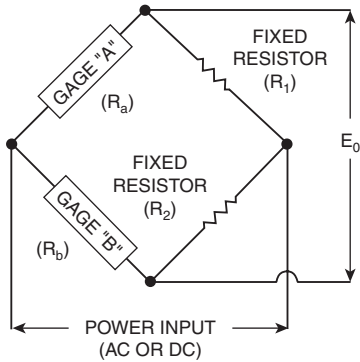 GAGE "A"
(Ra)
FIXED
RESISTOR
(R1)
E0
FIXED
RESISTOR
(R2)
GAGE "B"
(Rb)
POWER INPUT
(AC OR DC)